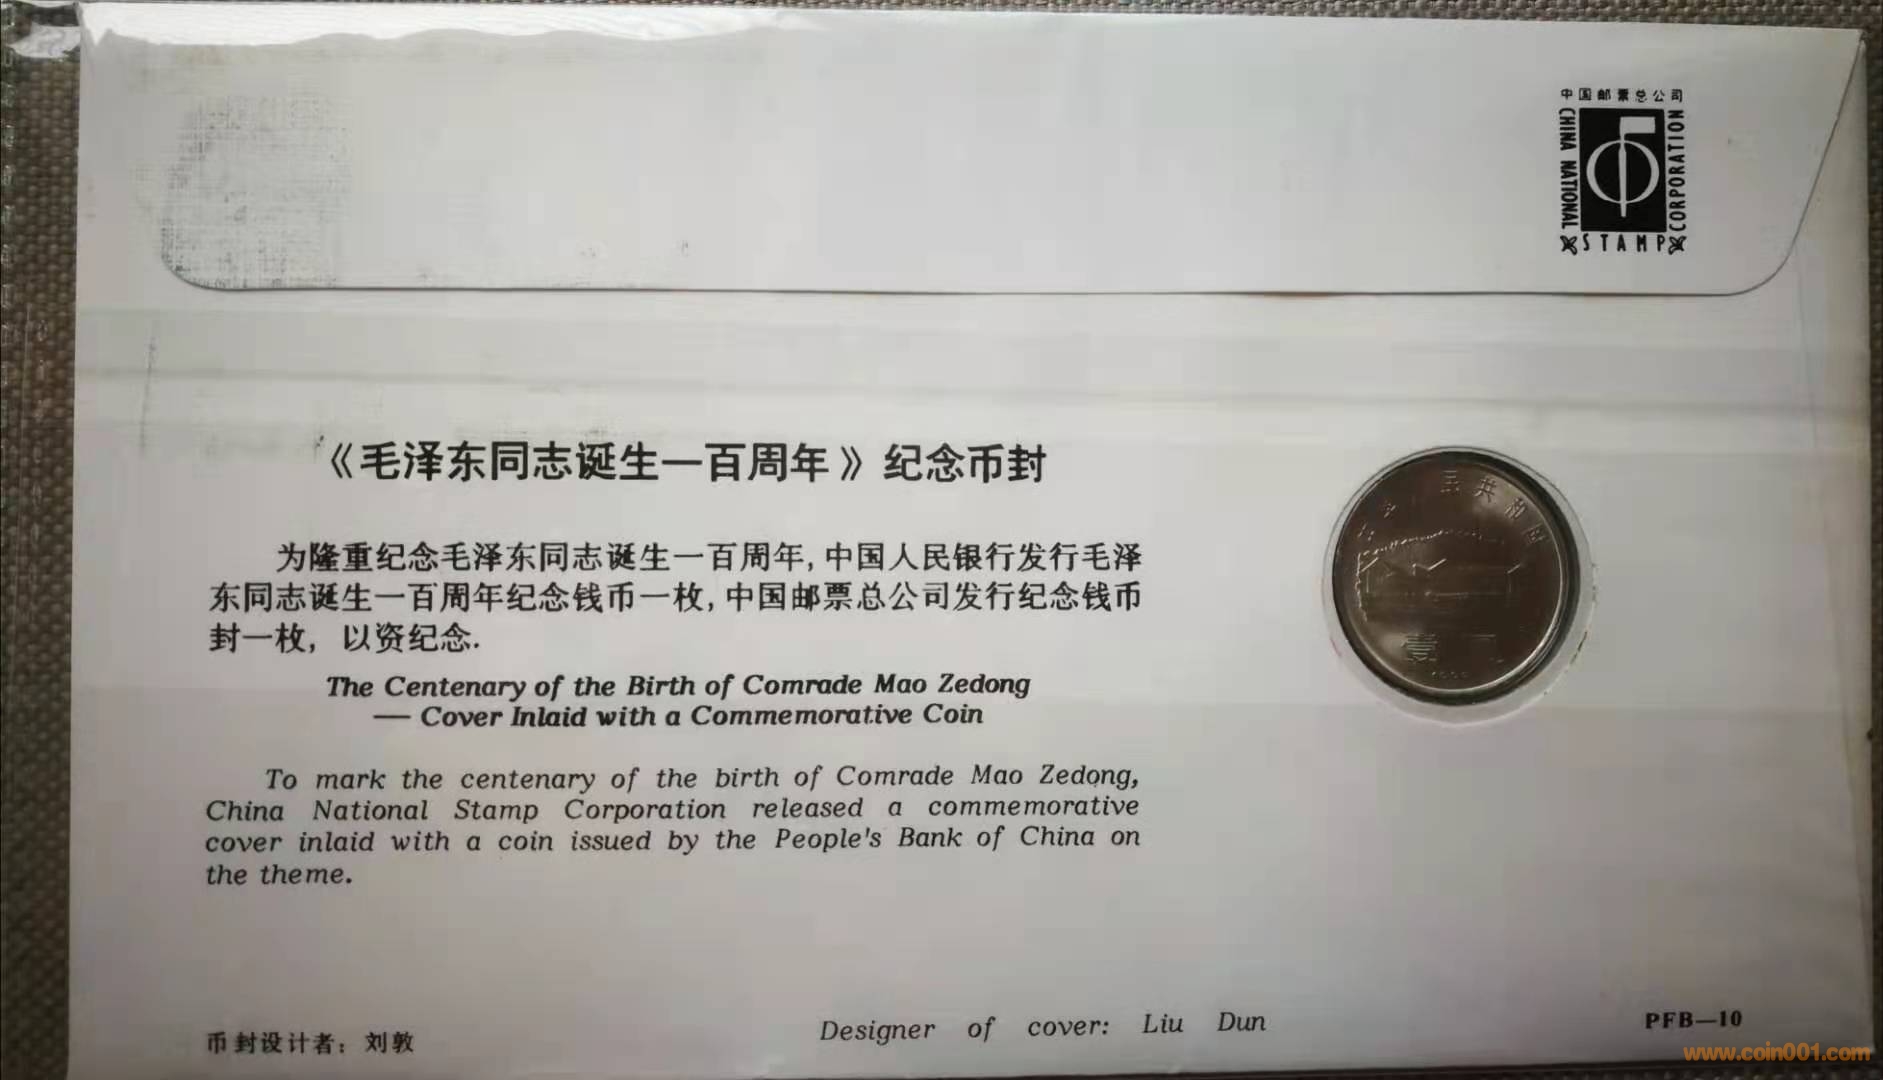 中国邮票总公司
CHINA NATIONAL
STAMP
CORPORATION
《毛泽东同志诞生一百周年》纪念币封
为隆重纪念毛泽东同志诞生一百周年,中国人民银行发行毛泽
东同志诞生一百周年纪念钱币一枚,中国邮票总公司发行纪念钱币
封一枚，以资纪念.
The Centenary of the Birth of Comrade Mao Zedong
— Cover Inlaid with a Commemorative Coin
To mark the centenary of the birth of Comrade Mao Zedong,
China National Stamp Corporation released a commemorative
cover inlaid with a coin issued by the People's Bank of China on
the theme.
民共和国
壹
币封设计者：刘敦
Designer of cover: Liu Dun
PFB—10
www.coin001.com